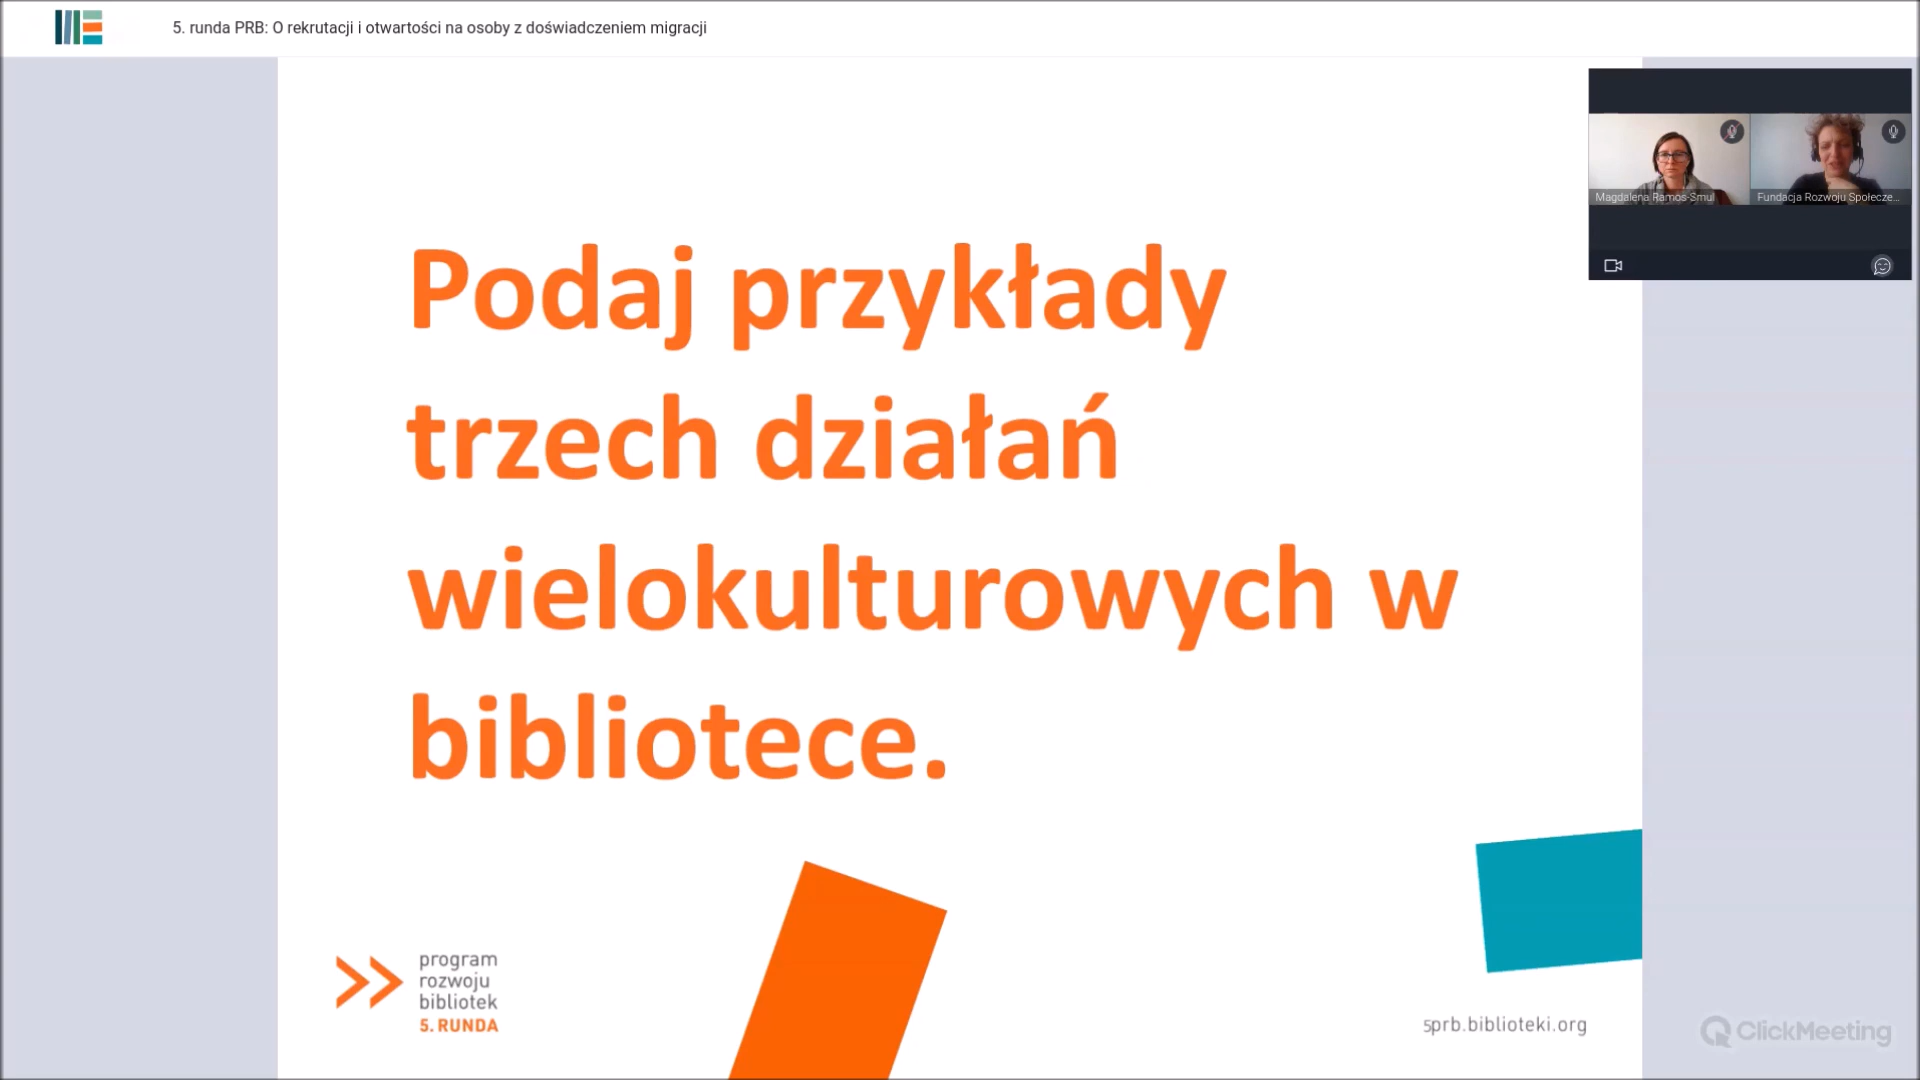 5. runda PRB: O rekrutacji i otwartości na osoby z doświadczeniem migracji
Magdalena Ramos-Smul
Fundacja Rozwoju Społecze...
Podaj przykłady
trzech działań
wielokulturowych w
bibliotece.
program
rozwoju
bibliotek
5. RUNDA
5prb.biblioteki.org
ClickMeeting